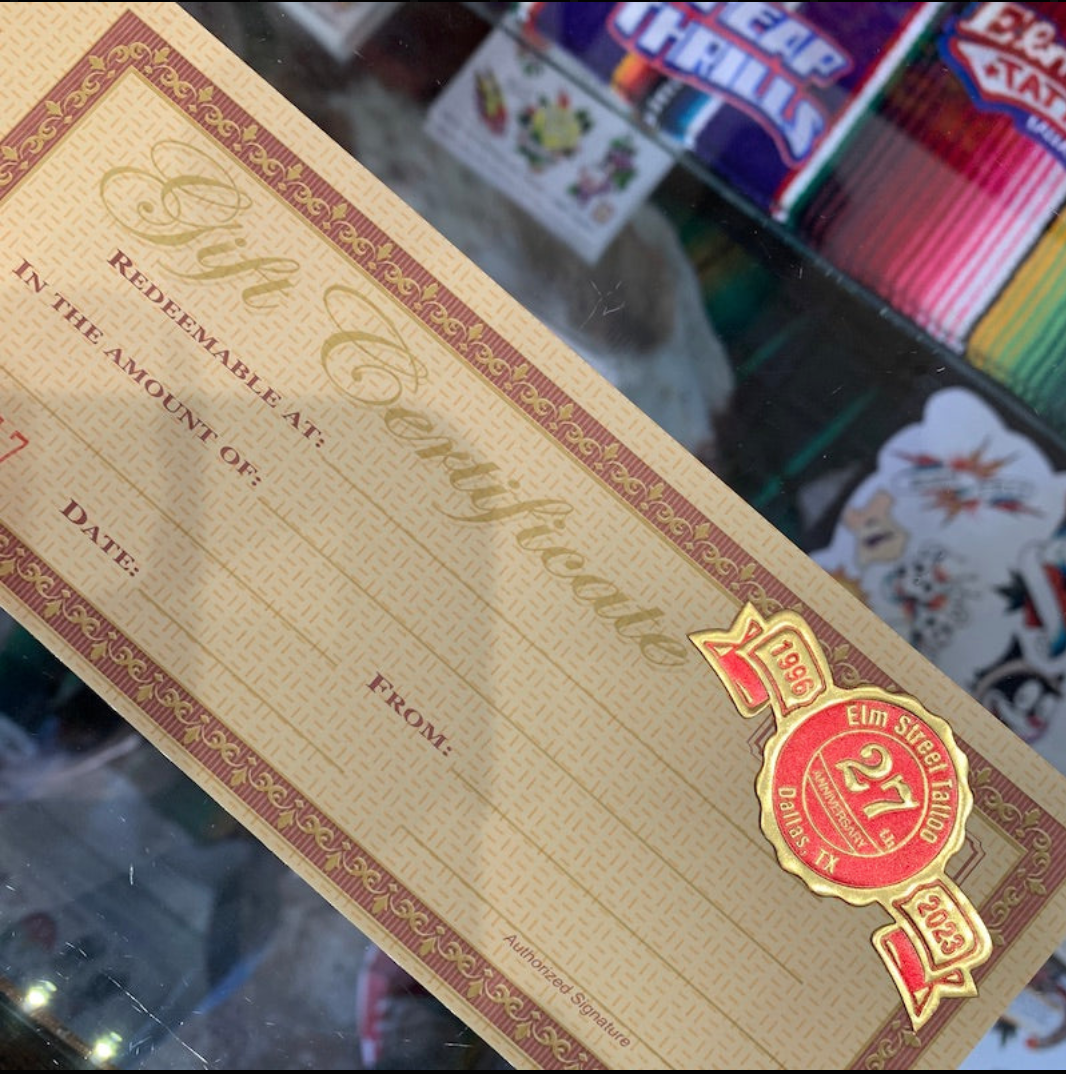 Gift Certificate
REDEEMABLE AT:
IN THE AMOUNT OF:
DATE:
FROM:
Authorized Signature
1996
Elm Street Tattoo
27th
ANNIVERSARY
Dallas, TX
2023
THRILLS